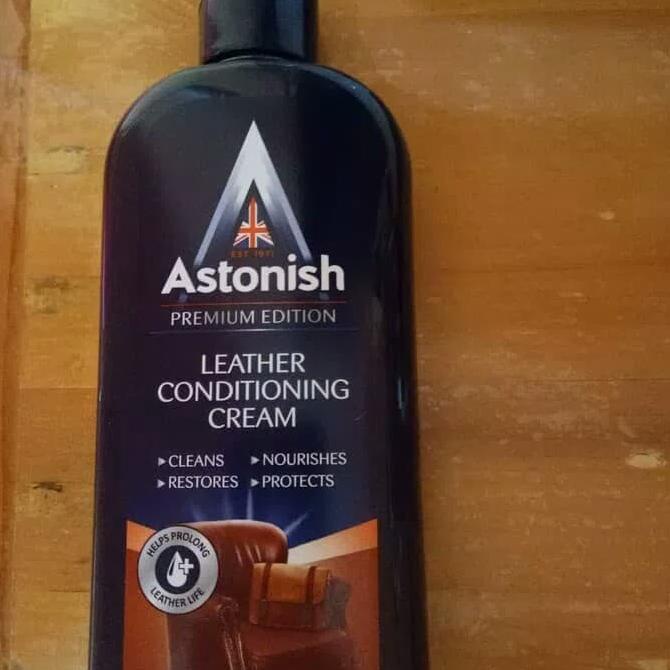 EST 1971
Astonish
PREMIUM EDITION
LEATHER
CONDITIONING
CREAM
CLEANS NOURISHES
RESTORES PROTECTS
HELPS PROLONG
LEATHER LIFE